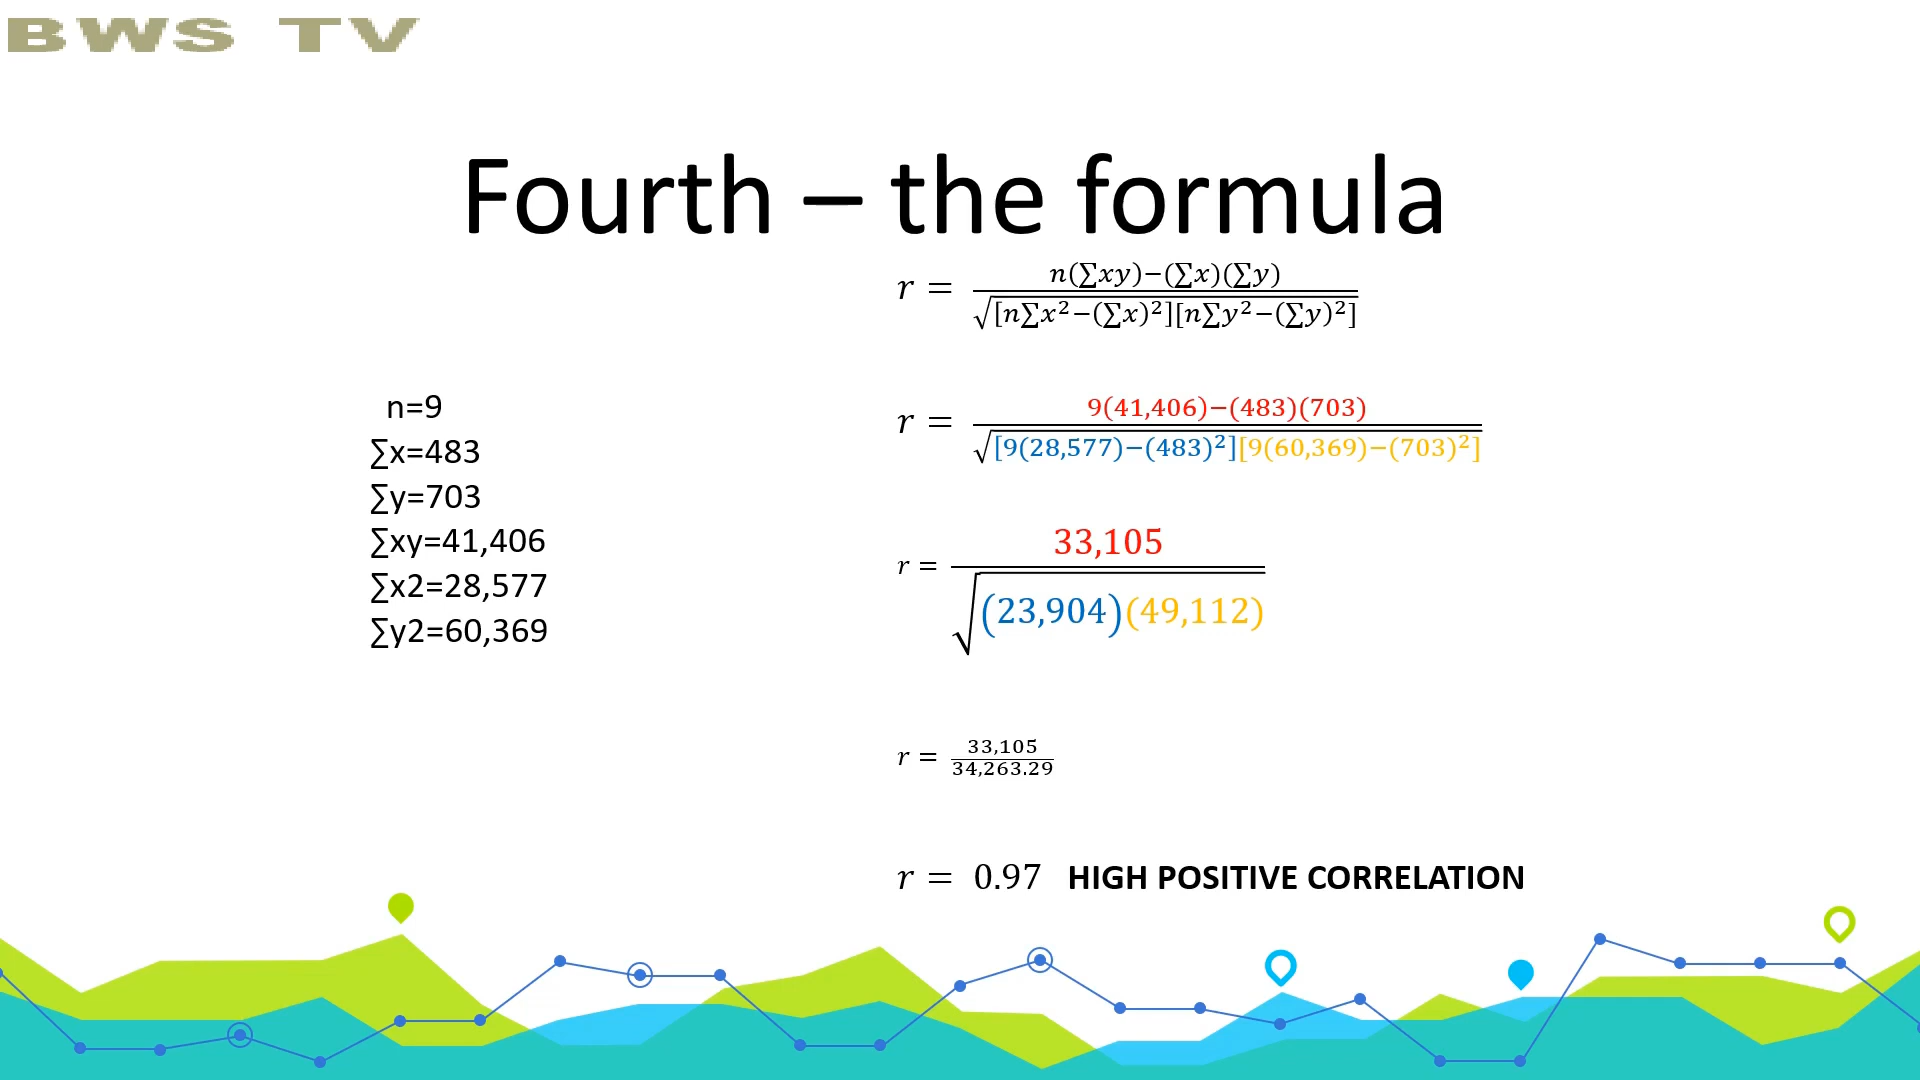 BWS TV
Fourth – the formula
r = n(∑xy)−(∑x)(∑y) / √[n∑x²−(∑x)²][n∑y²−(∑y)²]
n=9
∑x=483
∑y=703
∑xy=41,406
∑x2=28,577
∑y2=60,369
r = 9(41,406)−(483)(703) / √[9(28,577)−(483)²][9(60,369)−(703)²]
r = 33,105 / √(23,904)(49,112)
r = 33,105 / 34,263.29
r = 0.97 HIGH POSITIVE CORRELATION